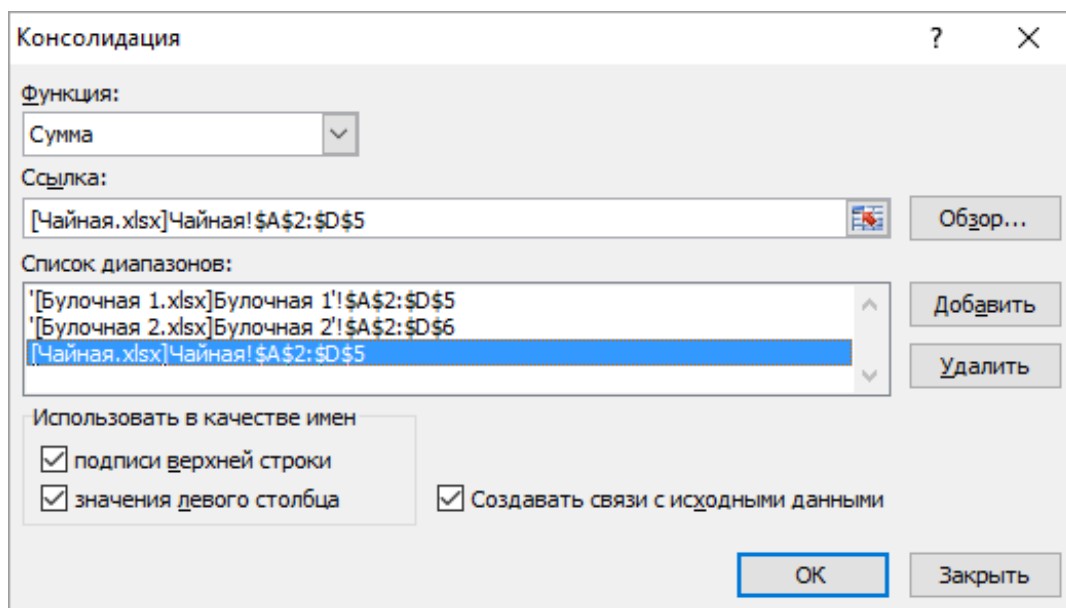 Консолидация ?
Функция:
Сумма
Ссылка:
[Чайная.xlsx]Чайная!$A$2:$D$5
Обзор...
Список диапазонов:
'[Булочная 1.xlsx]Булочная 1'!$A$2:$D$5
'[Булочная 2.xlsx]Булочная 2'!$A$2:$D$6
[Чайная.xlsx]Чайная!$A$2:$D$5
Добавить
Удалить
Использовать в качестве имен
подписи верхней строки
значения левого столбца
Создавать связи с исходными данными
ОК
Закрыть